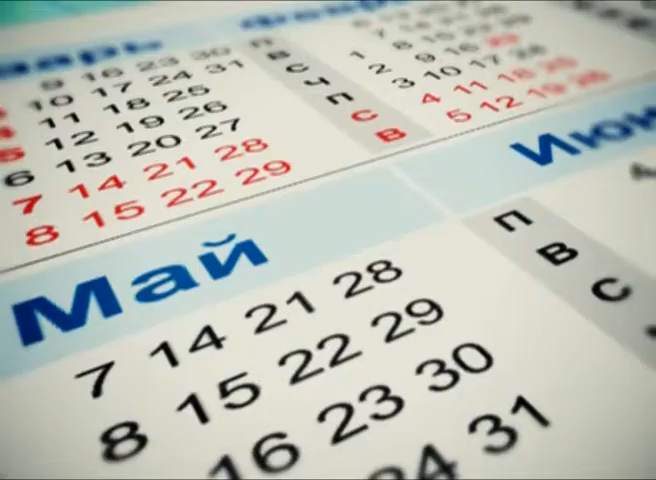 9 16 23 30 П
10 17 24 31 В
11 18 25 С
12 19 26 Ч
6 13 20 27 П
7 14 21 28 С
8 15 22 29 В
1 8 15
2 9 16 23
3 10 17
4 11 18 25
5 12 19 26
Май
7 14 21 28
8 15 22 29
16 23 30
24 31
Июн
П
В
С